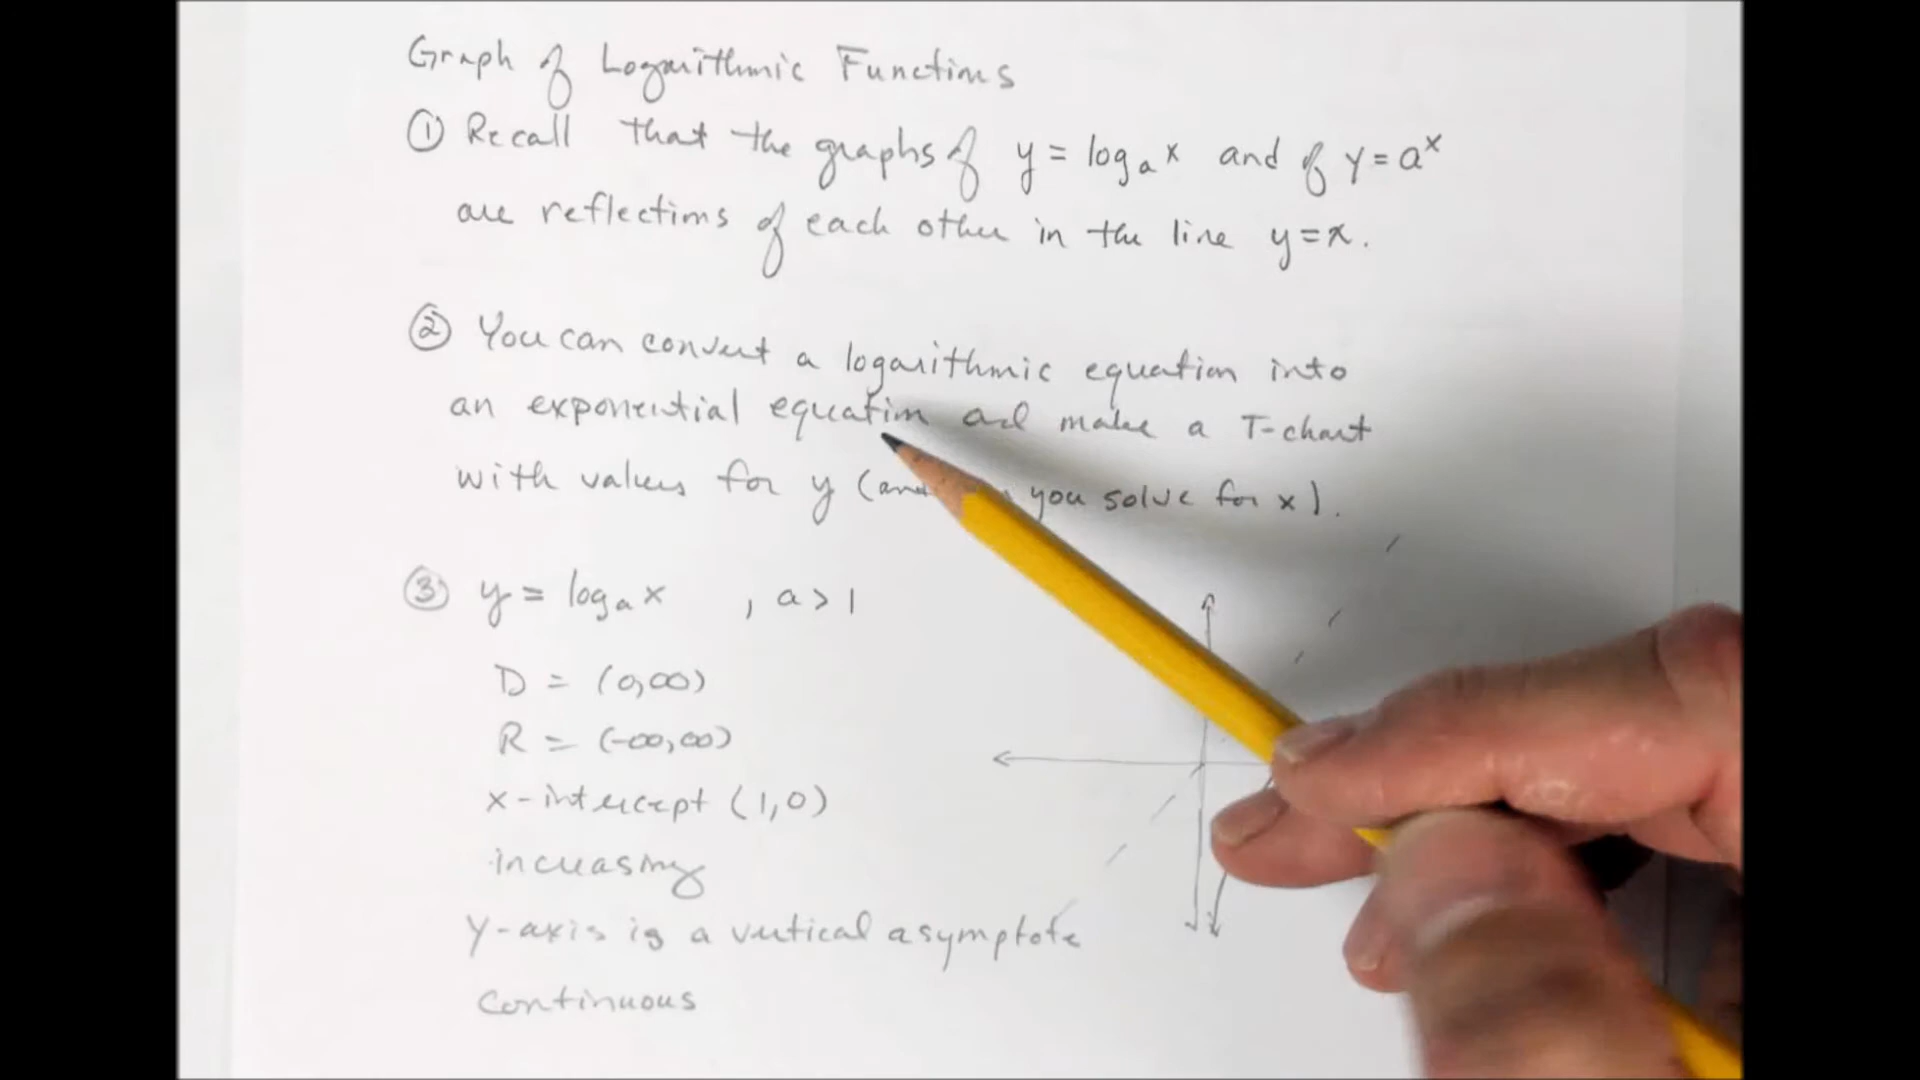 Graph of Logarithmic Functions
① Recall that the graphs of y = logₐ x and of y = aˣ
are reflections of each other in the line y = x.
② You can convert a logarithmic equation into
an exponential equation and make a T-chart
with values for y ( you solve for x).
③ y = logₐ x , a > 1
D = (0,∞)
R = (-∞,∞)
x-intercept (1,0)
increasing
y-axis is a vertical asymptote
continuous